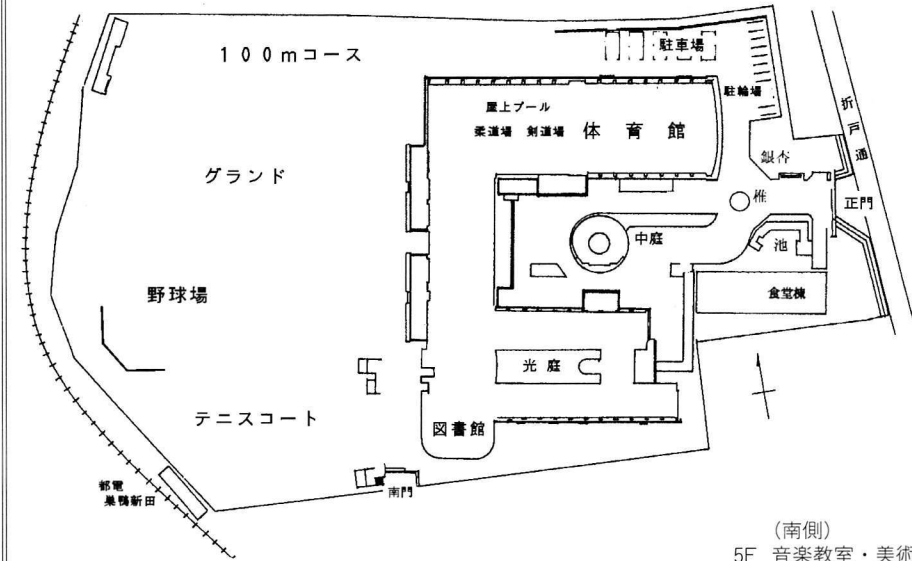 100mコース
駐車場
屋上プール
駐輪場
柔道場 剣道場 体育館
折戸通
銀杏
グランド
椎
正門
中庭
池
野球場
食堂棟
光庭
テニスコート
図書館
都電
巣鴨新田
南門
(南側)
5F 音楽教室・美術